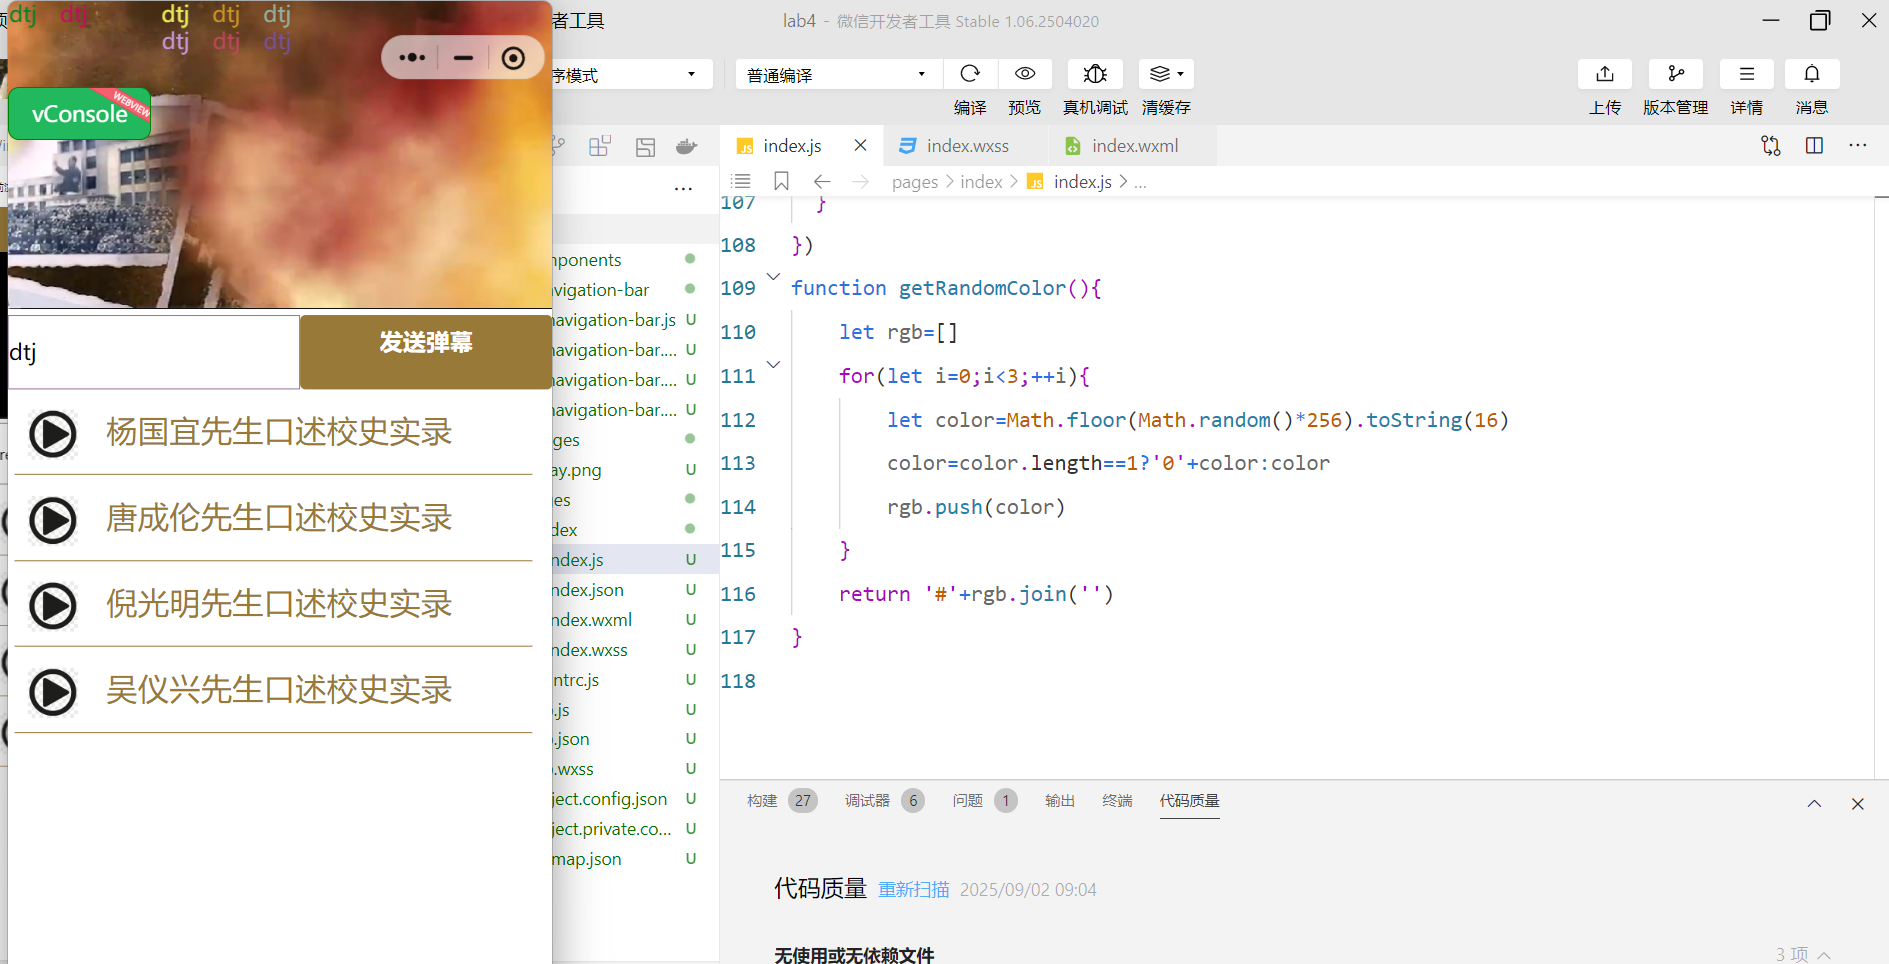 dtj dtj dtj dtj dtj
dtj dtj dtj
vConsole
WEBVIEW
dtj
发送弹幕
杨国宜先生口述校史实录
唐成伦先生口述校史实录
倪光明先生口述校史实录
吴仪兴先生口述校史实录
者工具
lab4 - 微信开发者工具 Stable 1.06.2504020
序模式
普通编译
编译 预览 真机调试 清缓存
上传 版本管理 详情 消息
nponents
avigation-bar
navigation-bar.js U
navigation-bar.... U
navigation-bar.... U
navigation-bar.... U
ges
ay.png U
es
dex
ndex.js U
ndex.json U
ndex.wxml U
ndex.wxss U
ntrc.js U
.js U
.json U
.wxss U
ject.config.json U
ject.private.co... U
map.json U
index.js index.wxss index.wxml
pages > index > index.js > ...
107 }
108 })
109 function getRandomColor(){
110 let rgb=[]
111 for(let i=0;i<3;++i){
112 let color=Math.floor(Math.random()*256).toString(16)
113 color=color.length==1?'0'+color:color
114 rgb.push(color)
115 }
116 return '#'+rgb.join('')
117 }
118
构建 27 调试器 6 问题 1 输出 终端 代码质量
代码质量 重新扫描 2025/09/02 09:04
无使用或无依赖文件 3 项